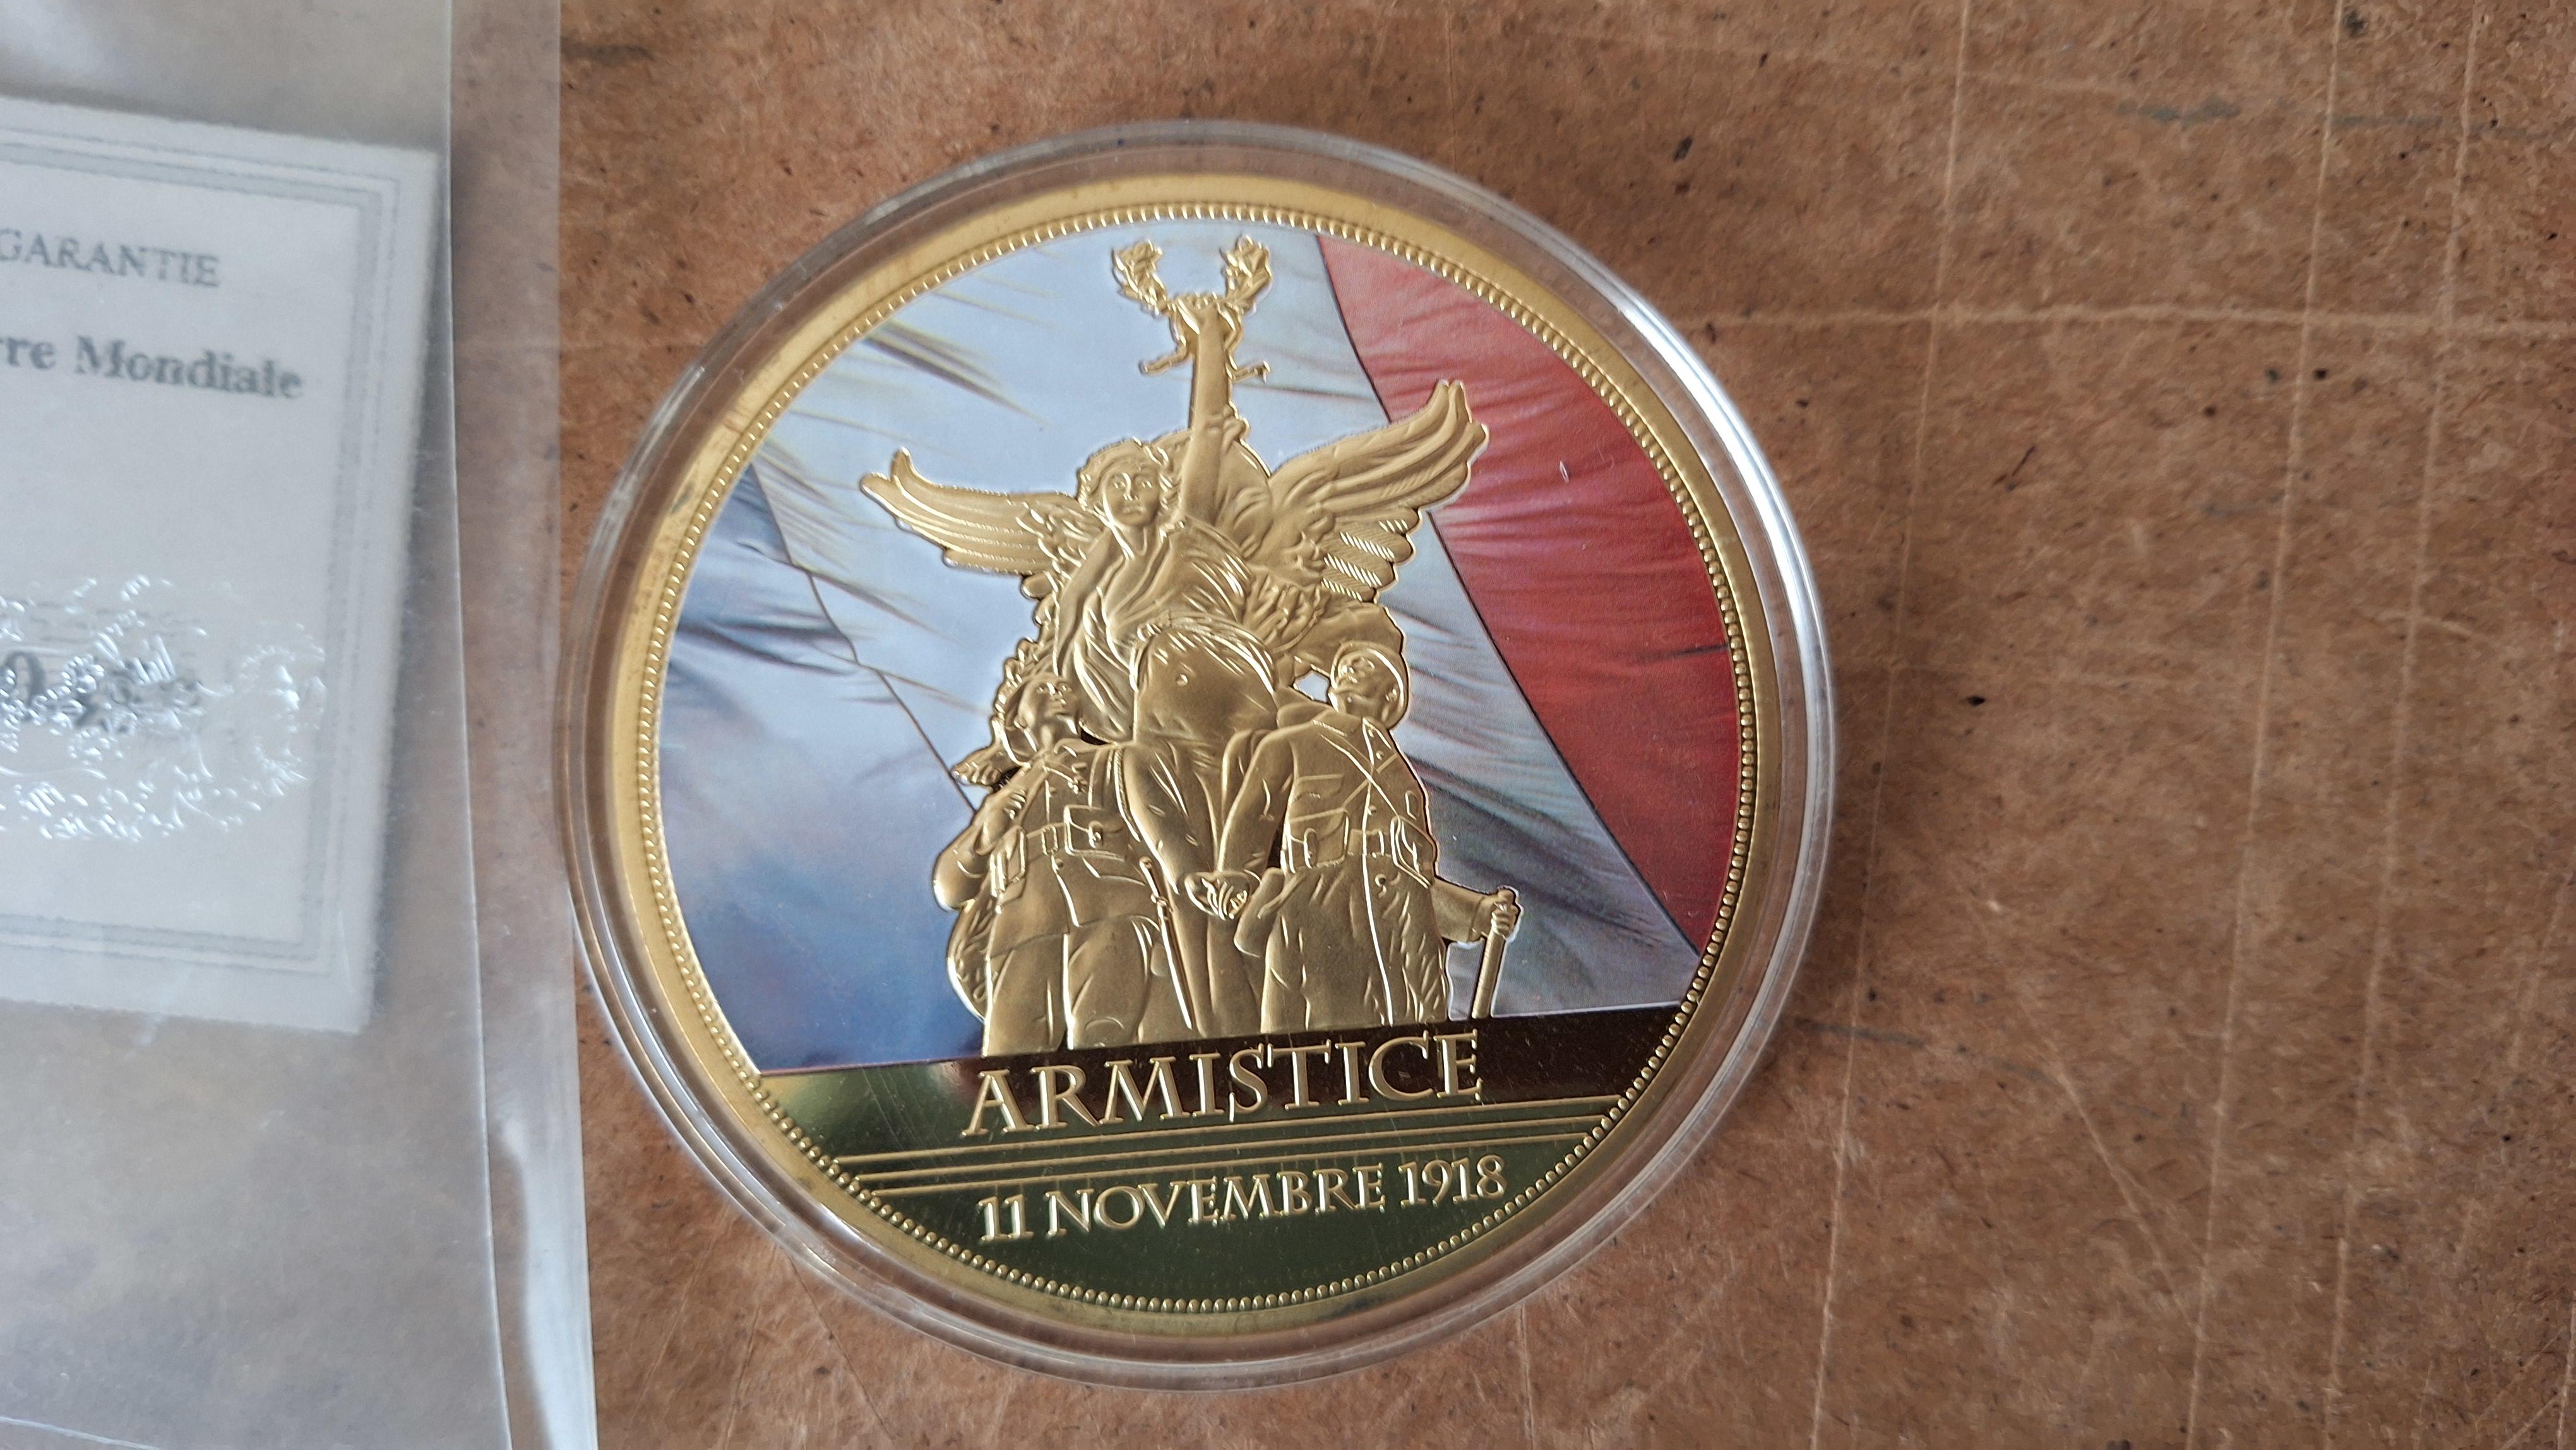 GARANTIE
rre Mondiale
ARMISTICE
11 NOVEMBRE 1918